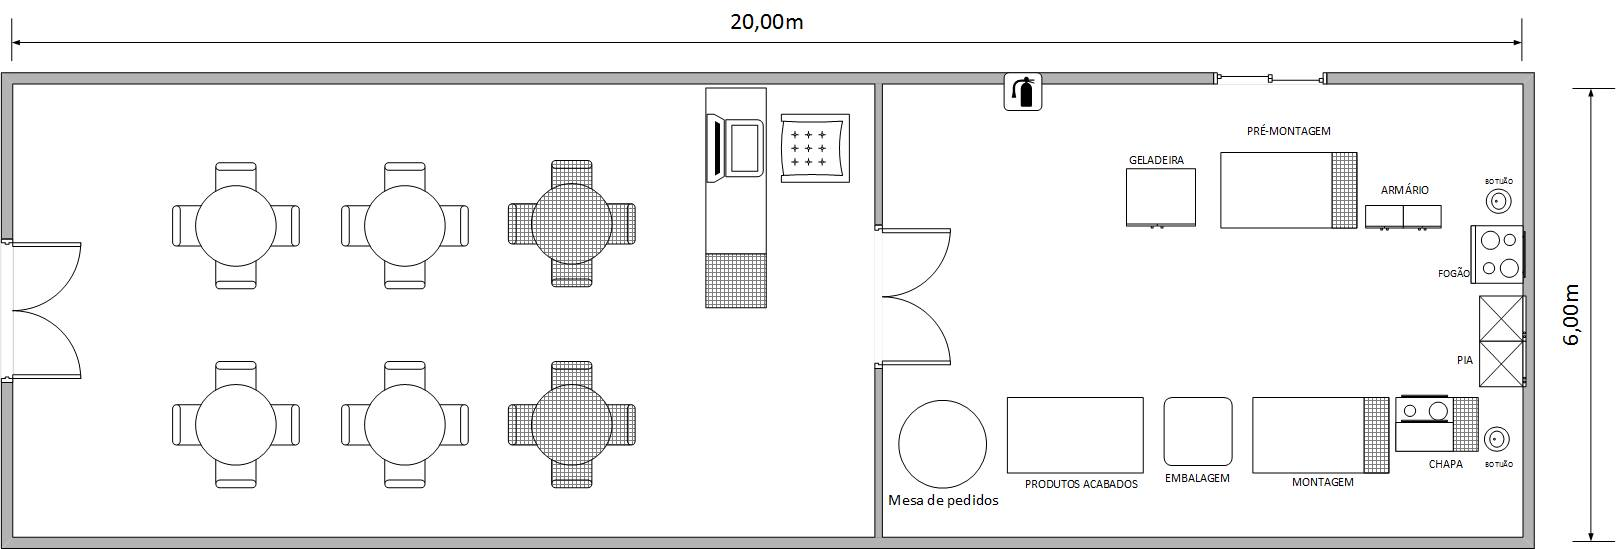 20,00m
PRÉ-MONTAGEM
GELADEIRA
ARMÁRIO
BOTIJÃO
FOGÃO
6,00m
PIA
CHAPA
BOTIJÃO
Mesa de pedidos
PRODUTOS ACABADOS
EMBALAGEM
MONTAGEM